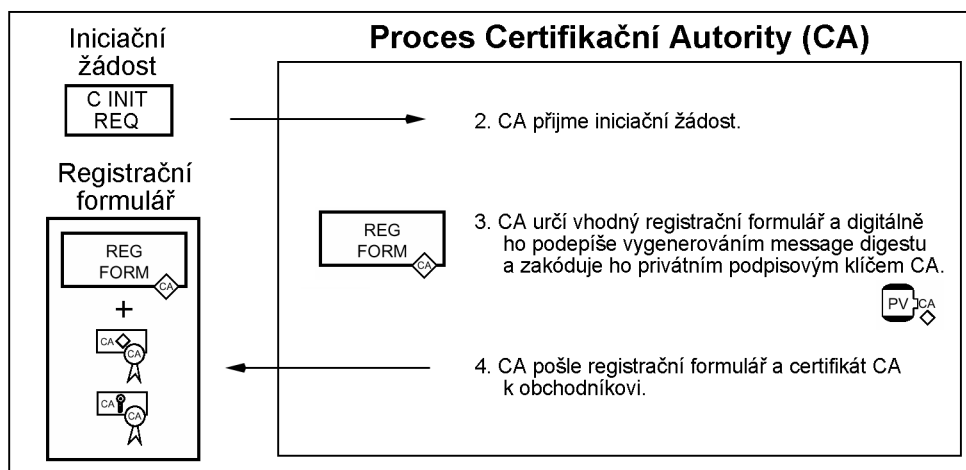 Iniciační
žádost
Proces Certifikační Autority (CA)
C INIT
REQ
2. CA přijme iniciační žádost.
Registrační
formulář
REG
FORM
CA
+
CA
CA
CA
CA
REG
FORM
CA
3. CA určí vhodný registrační formulář a digitálně
ho podepíše vygenerováním message digestu
a zakóduje ho privátním podpisovým klíčem CA.
PV
CA
4. CA pošle registrační formulář a certifikát CA
k obchodníkovi.